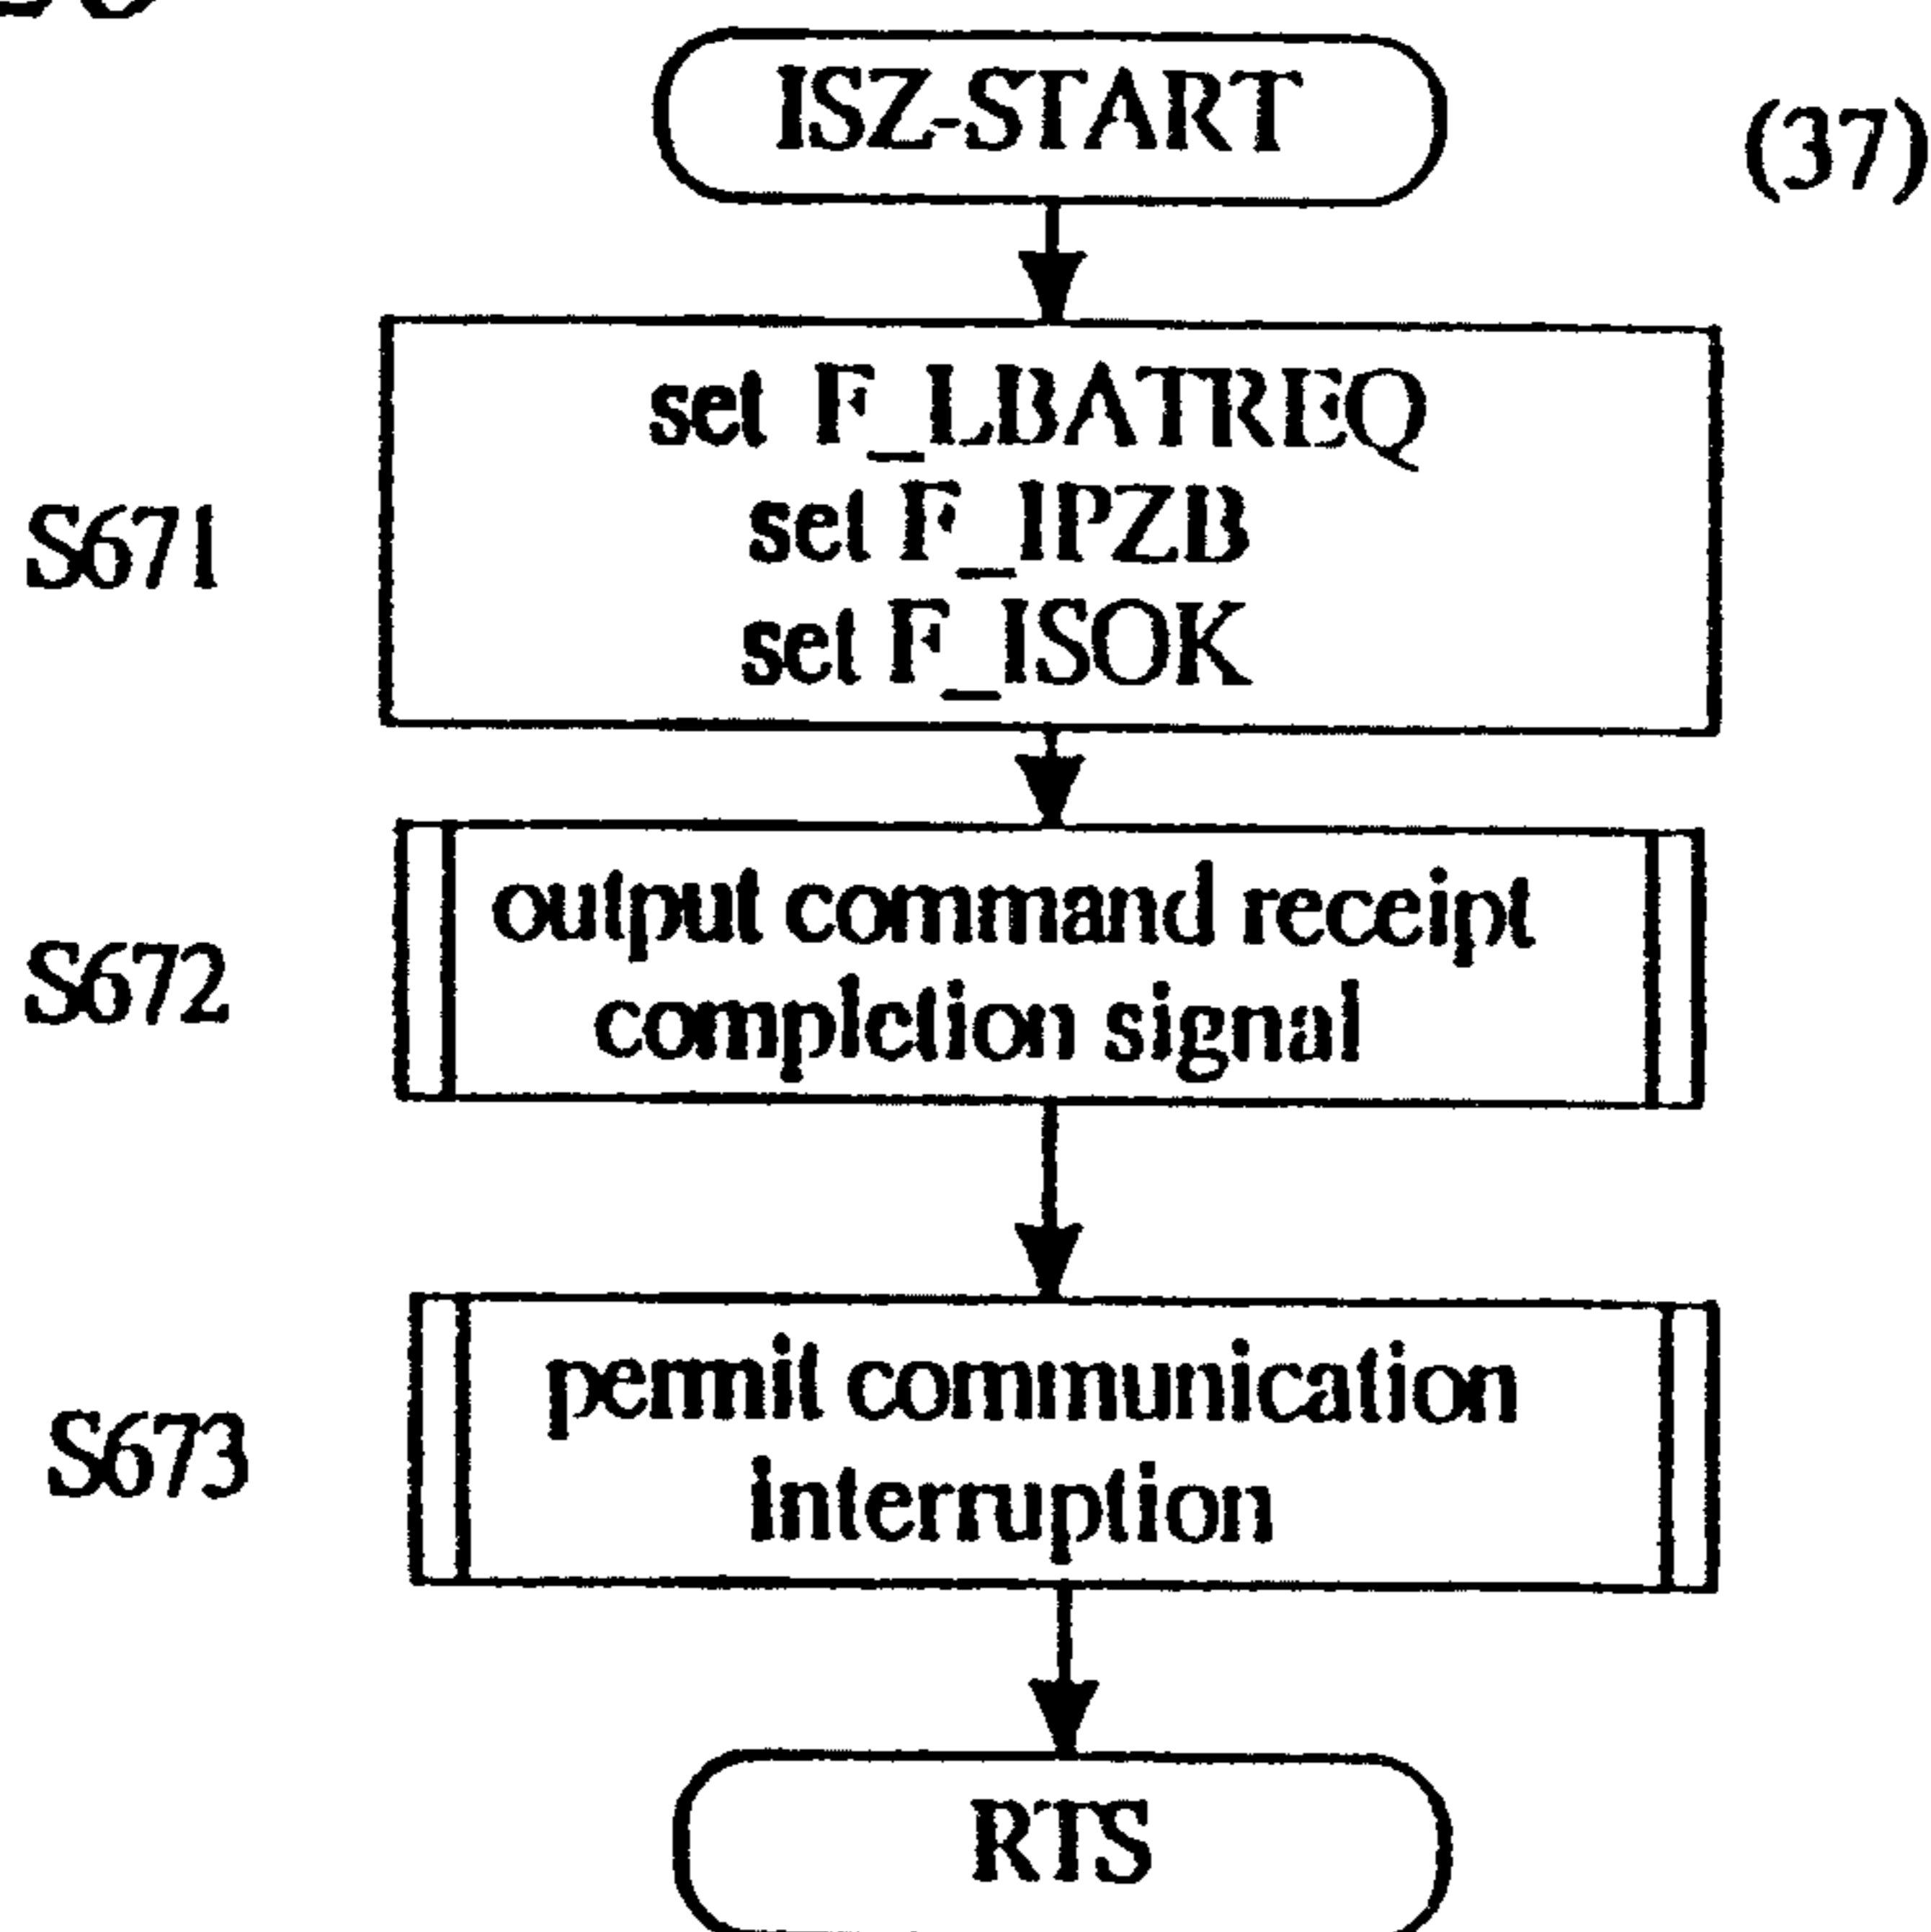 ISZ-START
(37)
S671
set F_LBATREQ
set F_IPZB
set F_ISOK
S672
output command receipt
completion signal
S673
permit communication
interruption
RTS